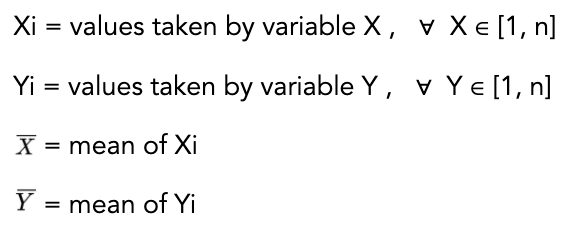 Xi = values taken by variable X , ∀ X ∈ [1, n]
Yi = values taken by variable Y , ∀ Y ∈ [1, n]
X̅ = mean of Xi
Y̅ = mean of Yi